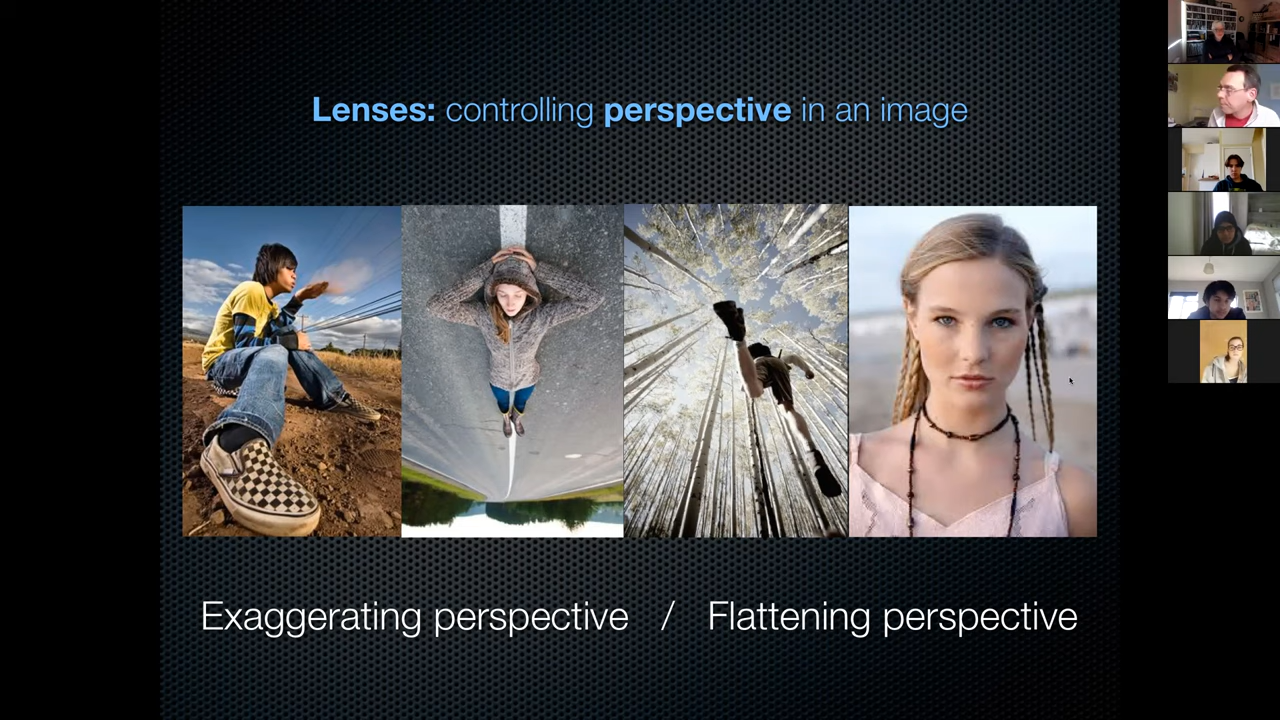 Lenses: controlling perspective in an image
Exaggerating perspective / Flattening perspective